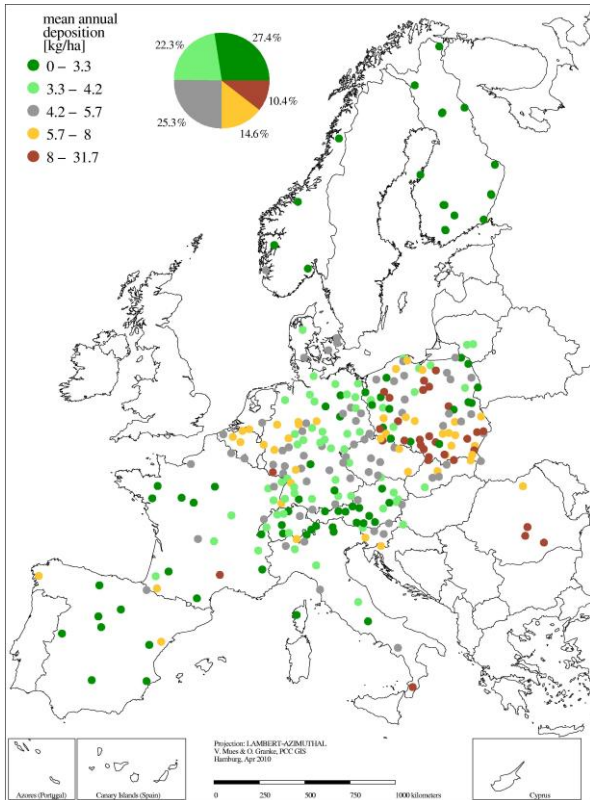 mean annual
deposition
[kg/ha]
0 – 3.3
3.3 – 4.2
4.2 – 5.7
5.7 – 8
8 – 31.7
22.3%
27.4%
10.4%
25.3%
14.6%
Projection: LAMBERT-AZIMUTHAL
V. Mues & O. Granke, PCC GIS
Hamburg, Apr 2010
0 250 500 750 1000 kilometers
Azores (Portugal)
Canary Islands (Spain)
Cyprus